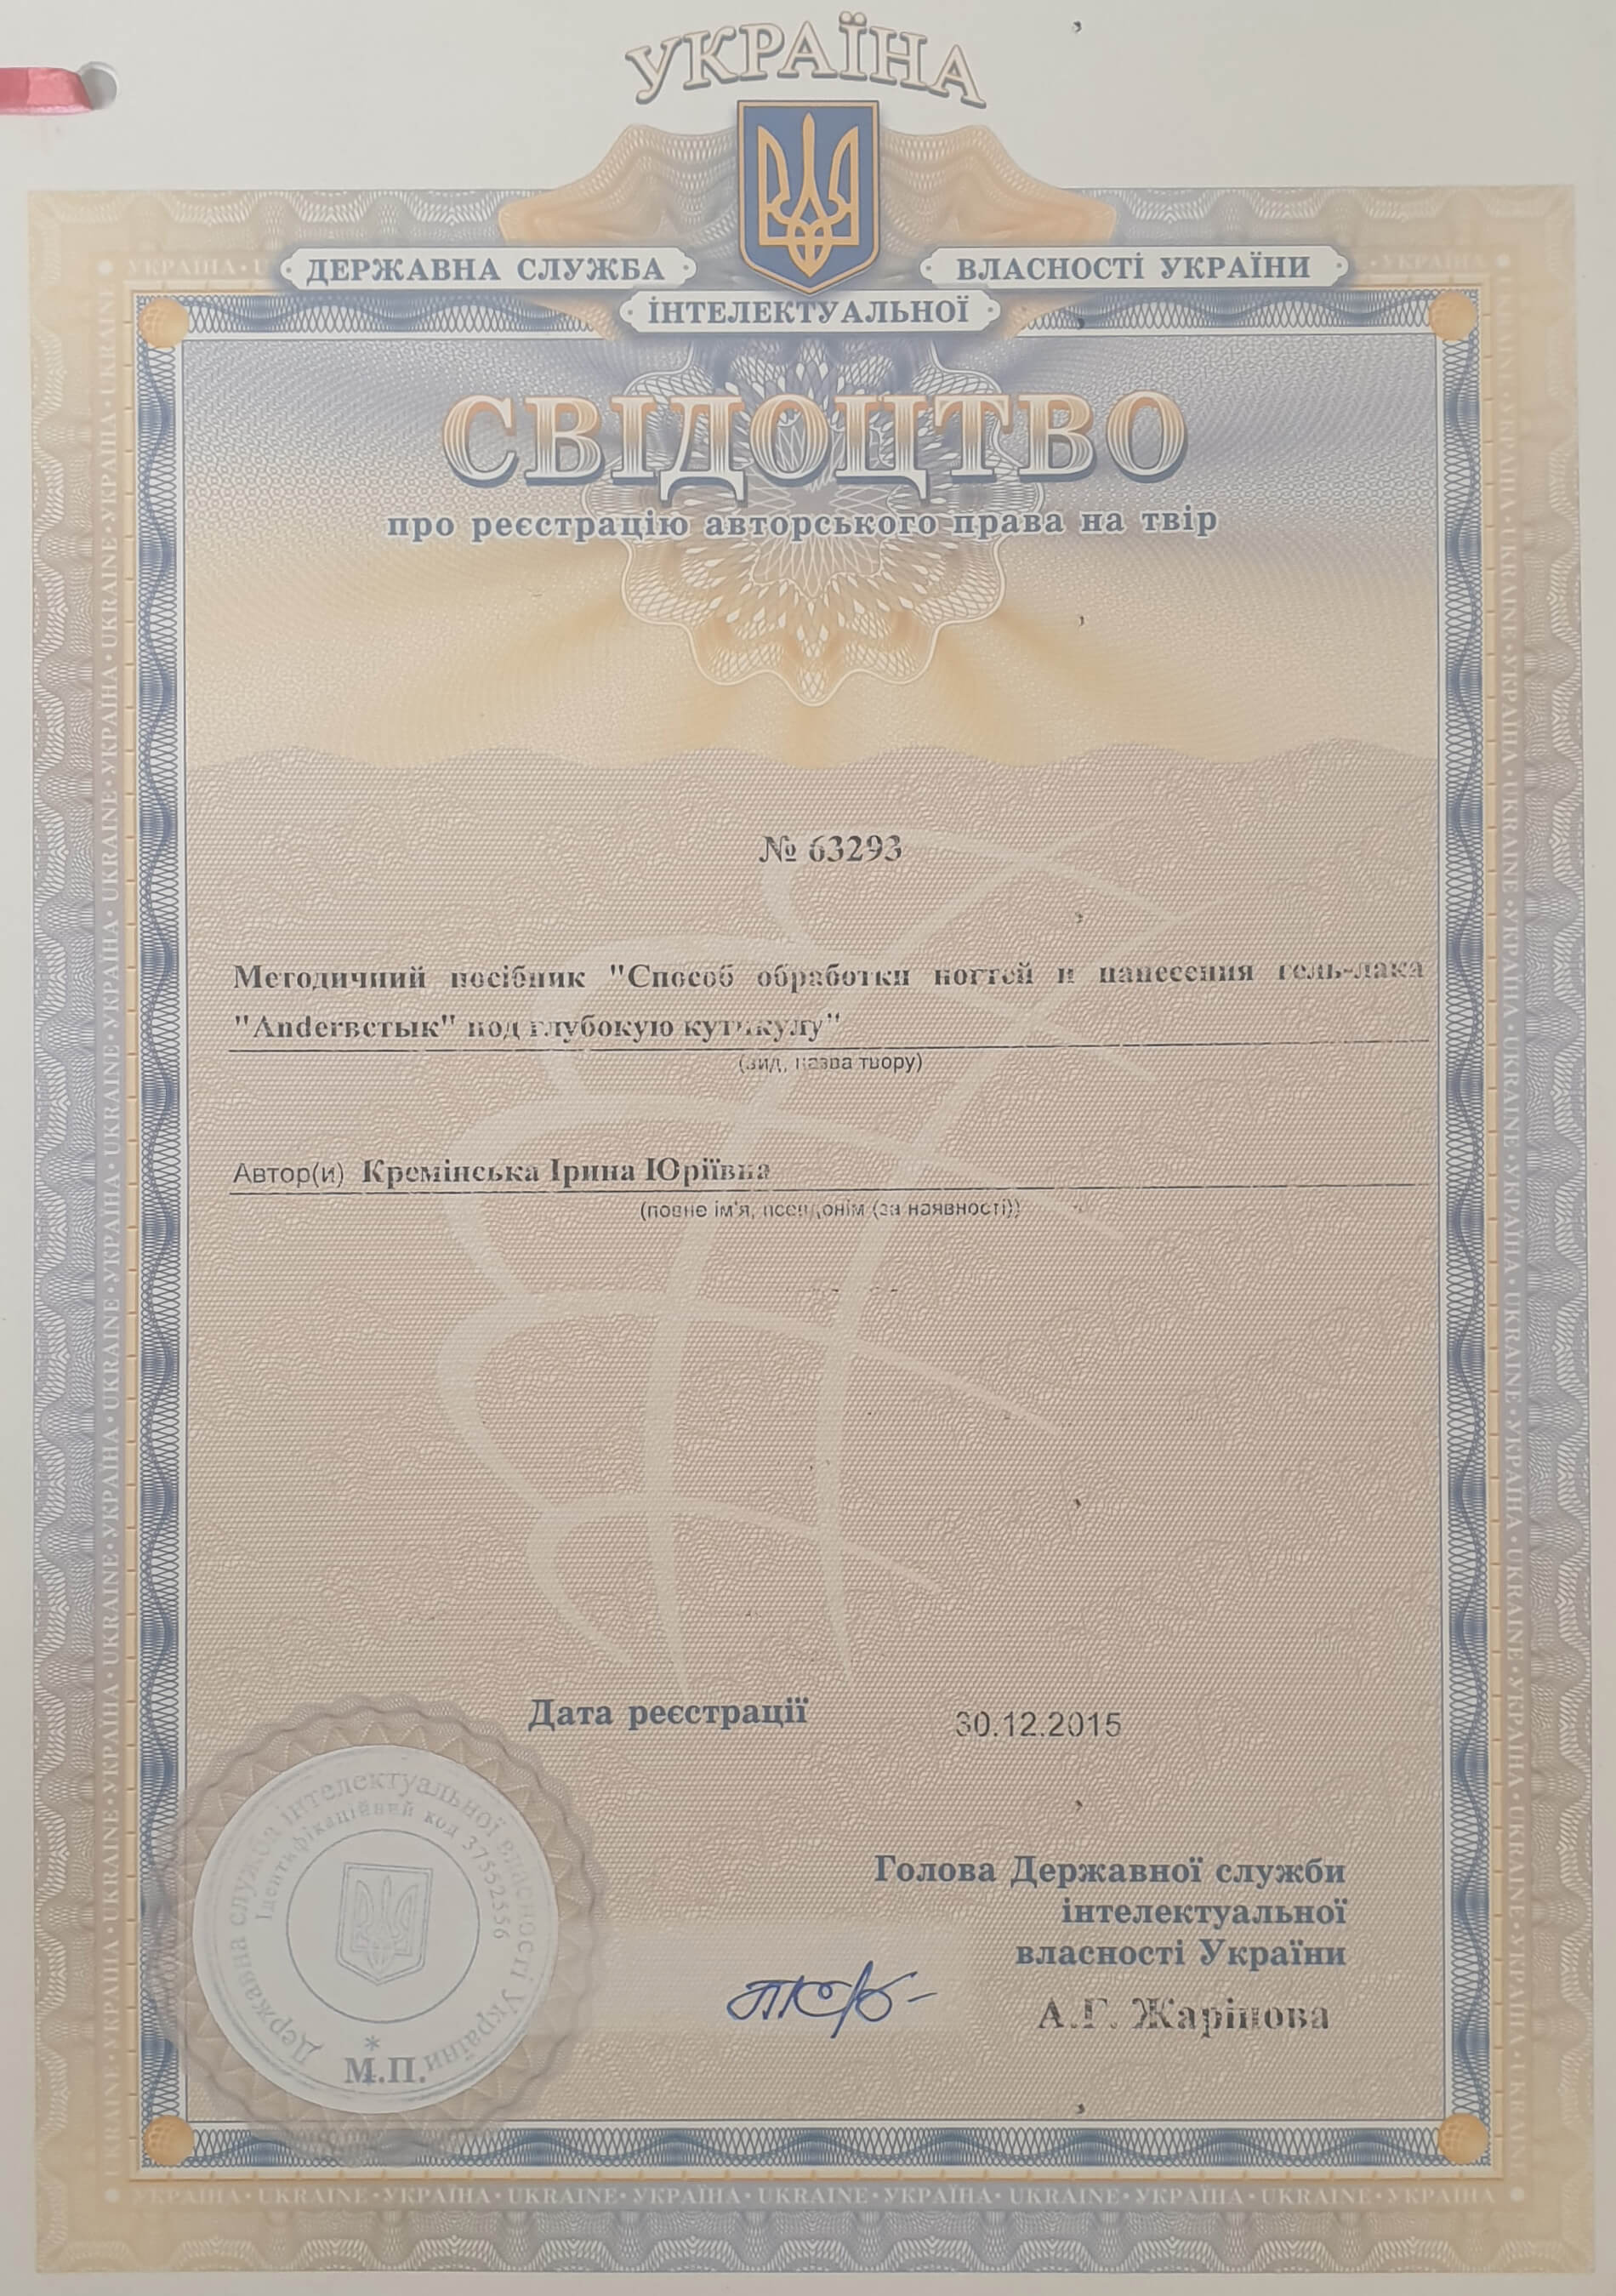 УКРАЇНА
ДЕРЖАВНА СЛУЖБА
ІНТЕЛЕКТУАЛЬНОЇ
ВЛАСНОСТІ УКРАЇНИ
СВІДОЦТВО
про реєстрацію авторського права на твір
№ 63293
Методичний посібник "Способ обработки ногтей и нанесения гель-лака
"Anderвстык" под глубокую кутикулу"
(вид, назва твору)
Автор(и) Кремінська Ірина Юріївна
(повне ім'я, псевдонім (за наявності))
Дата реєстрації 30.12.2015
Голова Державної служби
інтелектуальної
власності України
А.Г. Жарінова
Державна служба інтелектуальної власності України
Ідентифікаційний код 37552556
*
М.П.
УКРАЇНА • UKRAINE • УКРАЇНА • UKRAINE • УКРАЇНА • UKRAINE • УКРАЇНА • UKRAINE • УКРАЇНА • UKRAINE • УКРАЇНА